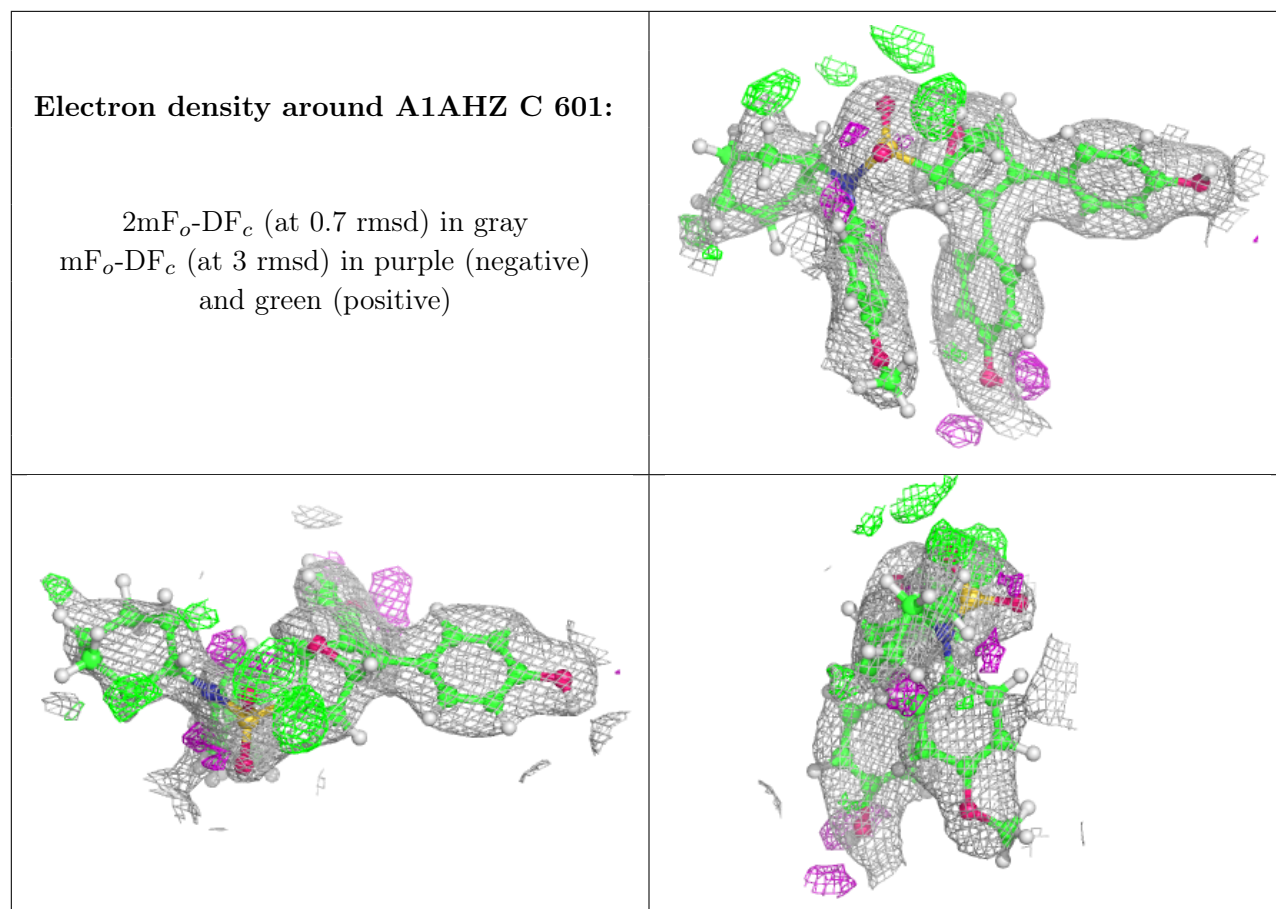 Electron density around A1AHZ C 601:
2mFo-DFc (at 0.7 rmsd) in gray
mFo-DFc (at 3 rmsd) in purple (negative)
and green (positive)